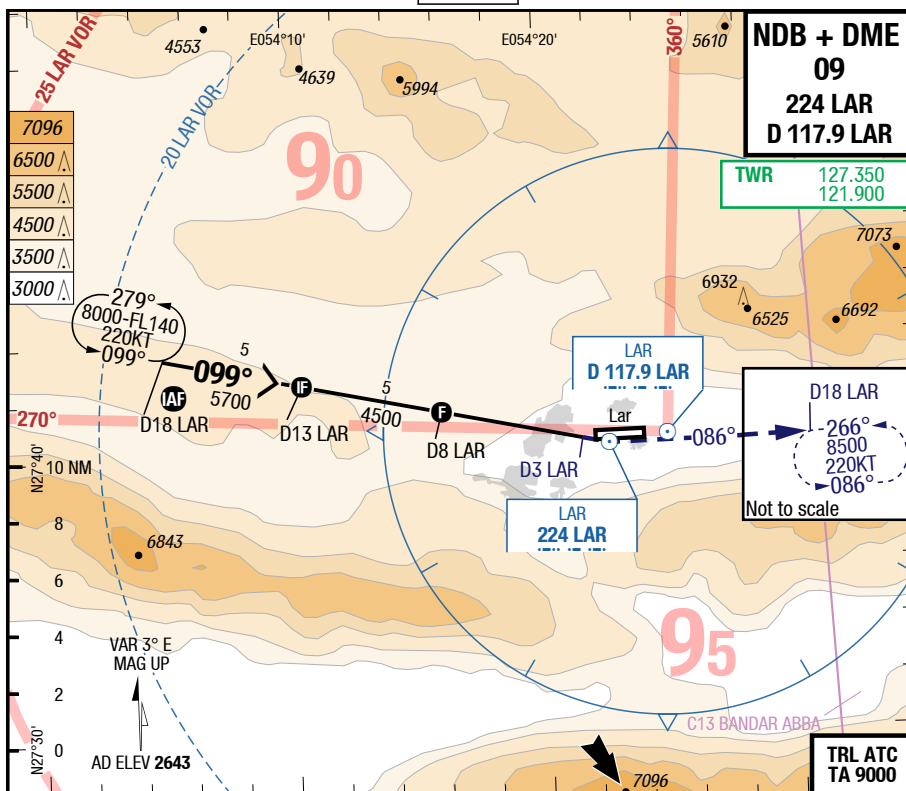 NDB + DME
09
224 LAR
D 117.9 LAR
TWR 127.350
121.900
25 LAR VOR
20 LAR VOR
4553
E054°10'
4639
5994
E054°20'
360°
5610
7096
6500
5500
4500
3500
3000
90
7073
6932
6525
6692
279°
8000-FL140
220KT
099°
5
099°
5700
IAF
D18 LAR
IF
D13 LAR
5
4500
F
D8 LAR
270°
LAR
D 117.9 LAR
Lar
D3 LAR
086°
D18 LAR
266°
8500
220KT
086°
Not to scale
LAR
224 LAR
N27°40'
10 NM
8
6
4
2
0
N27°30'
6843
VAR 3° E
MAG UP
AD ELEV 2643
95
C13 BANDAR ABBA
7096
TRL ATC
TA 9000